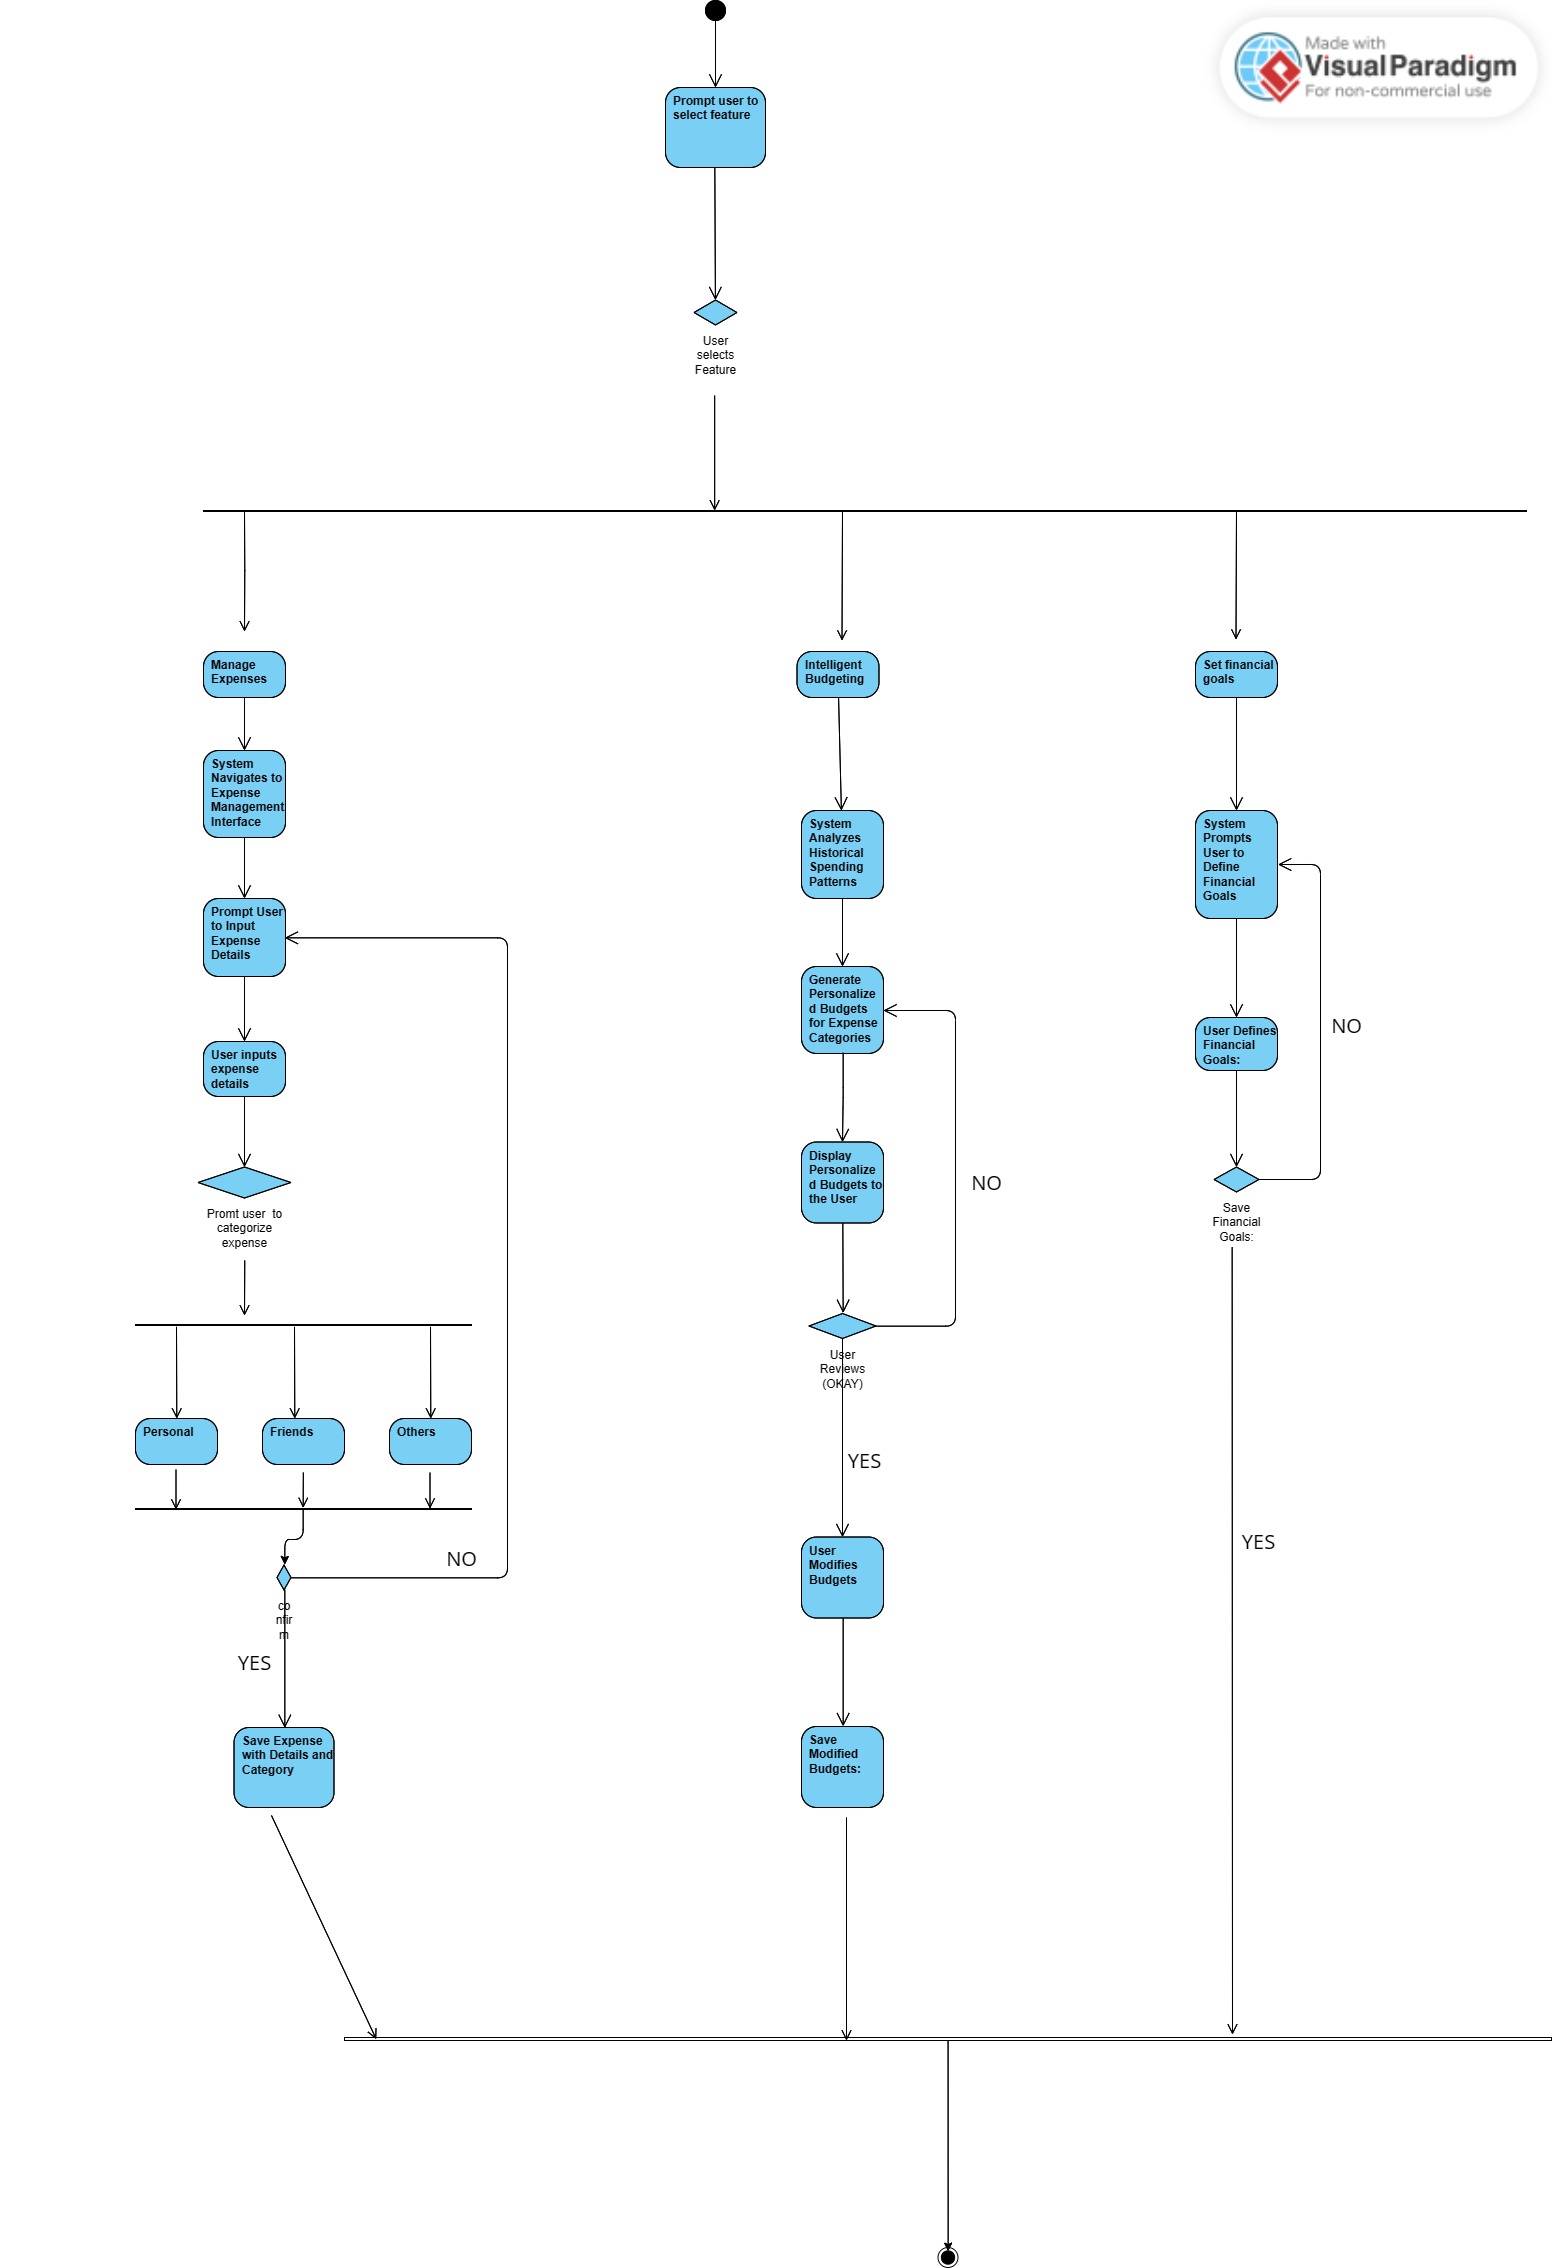 Made with
Visual Paradigm
For non-commercial use
Prompt user to
select feature
User
selects
Feature
Manage
Expenses
System
Navigates to
Expense
Management
Interface
Prompt User
to Input
Expense
Details
User inputs
expense
details
Promt user  to
categorize
expense
Personal
Friends
Others
NO
co
nfir
m
YES
Save Expense
with Details and
Category
Intelligent
Budgeting
System
Analyzes
Historical
Spending
Patterns
Generate
Personalize
d Budgets
for Expense
Categories
Display
Personalize
d Budgets to
the User
NO
User
Reviews
(OKAY)
YES
User
Modifies
Budgets
Save
Modified
Budgets:
Set financial
goals
System
Prompts
User to
Define
Financial
Goals
User Defines
Financial
Goals:
NO
Save
Financial
Goals:
YES